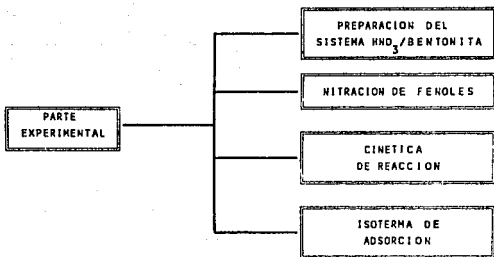 PREPARACION DEL
SISTEMA HNO3/BENTONITA
NITRACION DE FENOLES
PARTE
EXPERIMENTAL
CINETICA
DE REACCION
ISOTERMA DE
ADSORCION